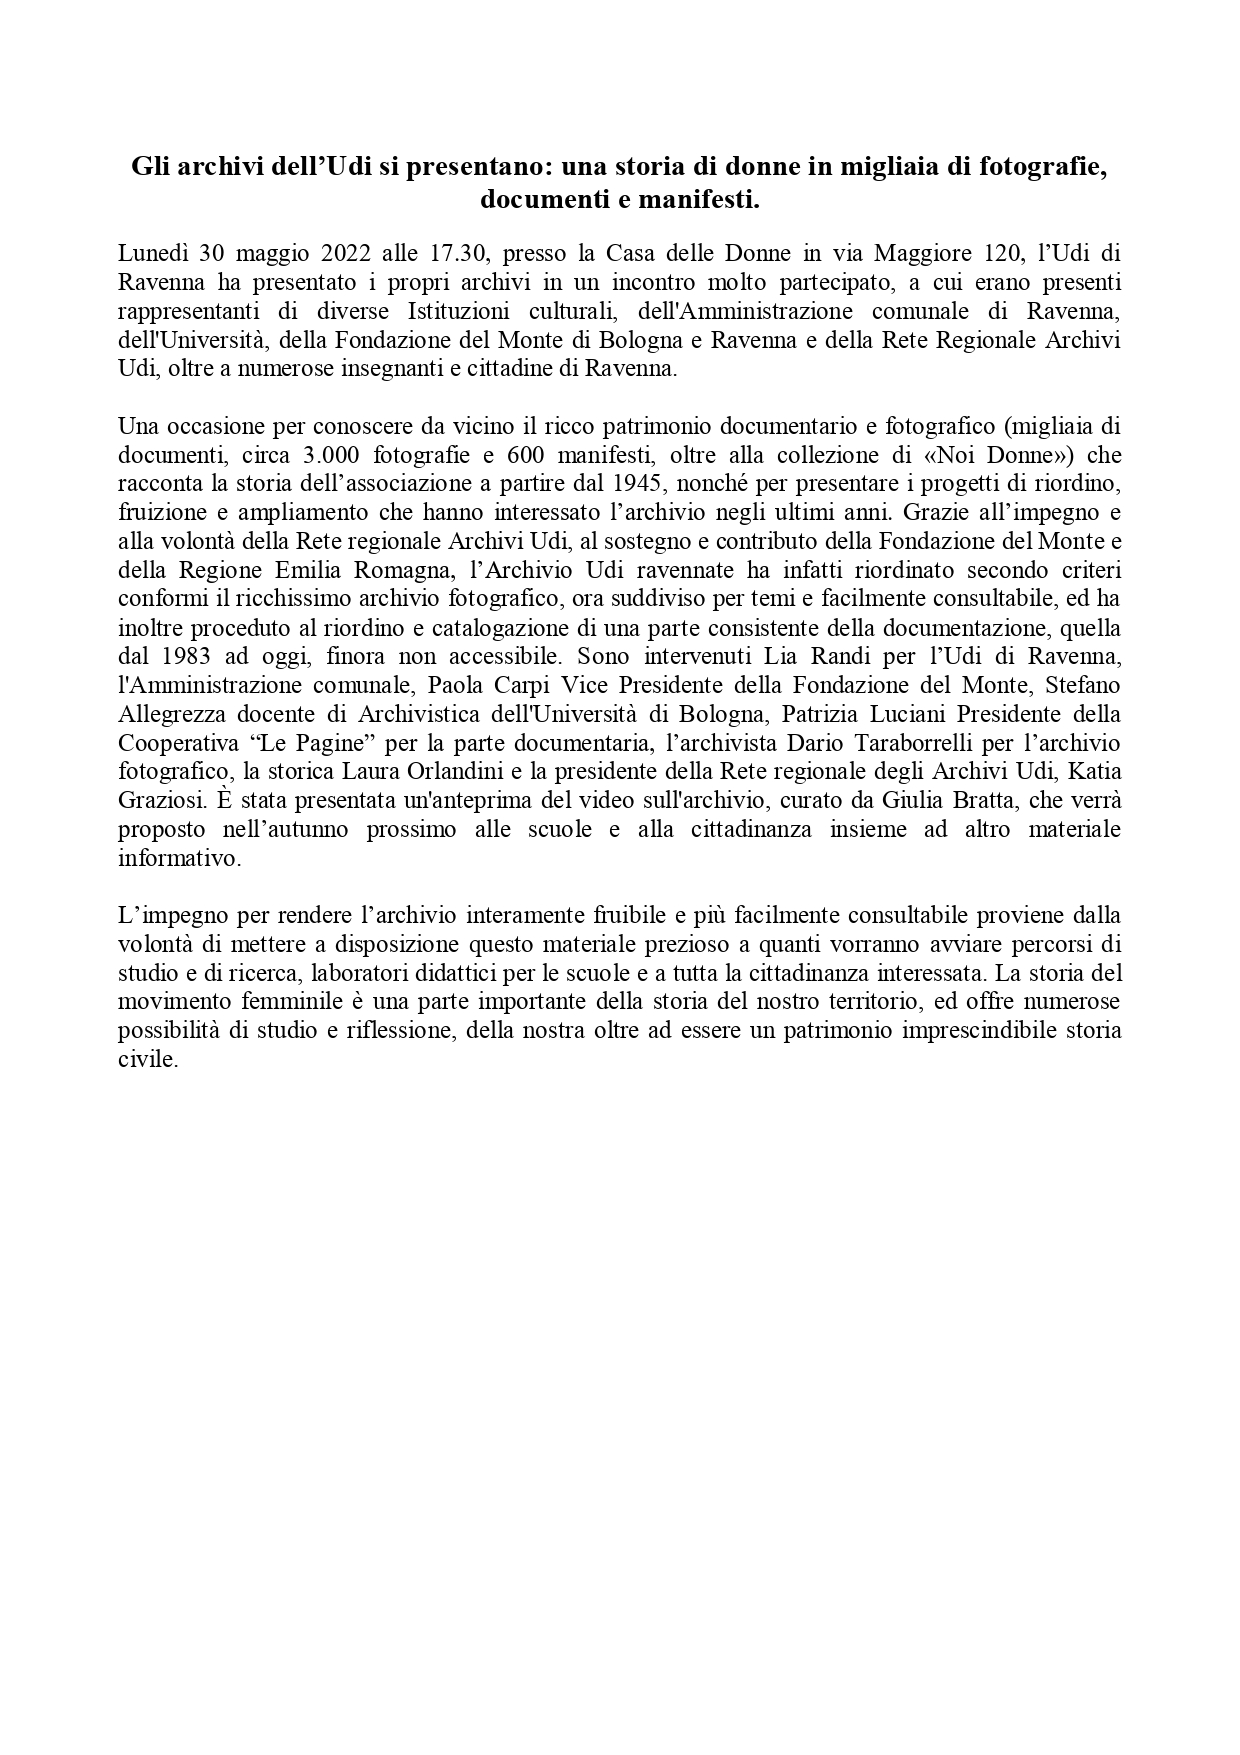 Gli archivi dell’Udi si presentano: una storia di donne in migliaia di fotografie,
documenti e manifesti.
Lunedì 30 maggio 2022 alle 17.30, presso la Casa delle Donne in via Maggiore 120, l’Udi di
Ravenna ha presentato i propri archivi in un incontro molto partecipato, a cui erano presenti
rappresentanti di diverse Istituzioni culturali, dell'Amministrazione comunale di Ravenna,
dell'Università, della Fondazione del Monte di Bologna e Ravenna e della Rete Regionale Archivi
Udi, oltre a numerose insegnanti e cittadine di Ravenna.
Una occasione per conoscere da vicino il ricco patrimonio documentario e fotografico (migliaia di
documenti, circa 3.000 fotografie e 600 manifesti, oltre alla collezione di «Noi Donne») che
racconta la storia dell’associazione a partire dal 1945, nonché per presentare i progetti di riordino,
fruizione e ampliamento che hanno interessato l’archivio negli ultimi anni. Grazie all’impegno e
alla volontà della Rete regionale Archivi Udi, al sostegno e contributo della Fondazione del Monte e
della Regione Emilia Romagna, l’Archivio Udi ravennate ha infatti riordinato secondo criteri
conformi il ricchissimo archivio fotografico, ora suddiviso per temi e facilmente consultabile, ed ha
inoltre proceduto al riordino e catalogazione di una parte consistente della documentazione, quella
dal 1983 ad oggi, finora non accessibile. Sono intervenuti Lia Randi per l’Udi di Ravenna,
l'Amministrazione comunale, Paola Carpi Vice Presidente della Fondazione del Monte, Stefano
Allegrezza docente di Archivistica dell'Università di Bologna, Patrizia Luciani Presidente della
Cooperativa “Le Pagine” per la parte documentaria, l’archivista Dario Taraborrelli per l’archivio
fotografico, la storica Laura Orlandini e la presidente della Rete regionale degli Archivi Udi, Katia
Graziosi. È stata presentata un'anteprima del video sull'archivio, curato da Giulia Bratta, che verrà
proposto nell’autunno prossimo alle scuole e alla cittadinanza insieme ad altro materiale
informativo.
L’impegno per rendere l’archivio interamente fruibile e più facilmente consultabile proviene dalla
volontà di mettere a disposizione questo materiale prezioso a quanti vorranno avviare percorsi di
studio e di ricerca, laboratori didattici per le scuole e a tutta la cittadinanza interessata. La storia del
movimento femminile è una parte importante della storia del nostro territorio, ed offre numerose
possibilità di studio e riflessione, della nostra oltre ad essere un patrimonio imprescindibile storia
civile.